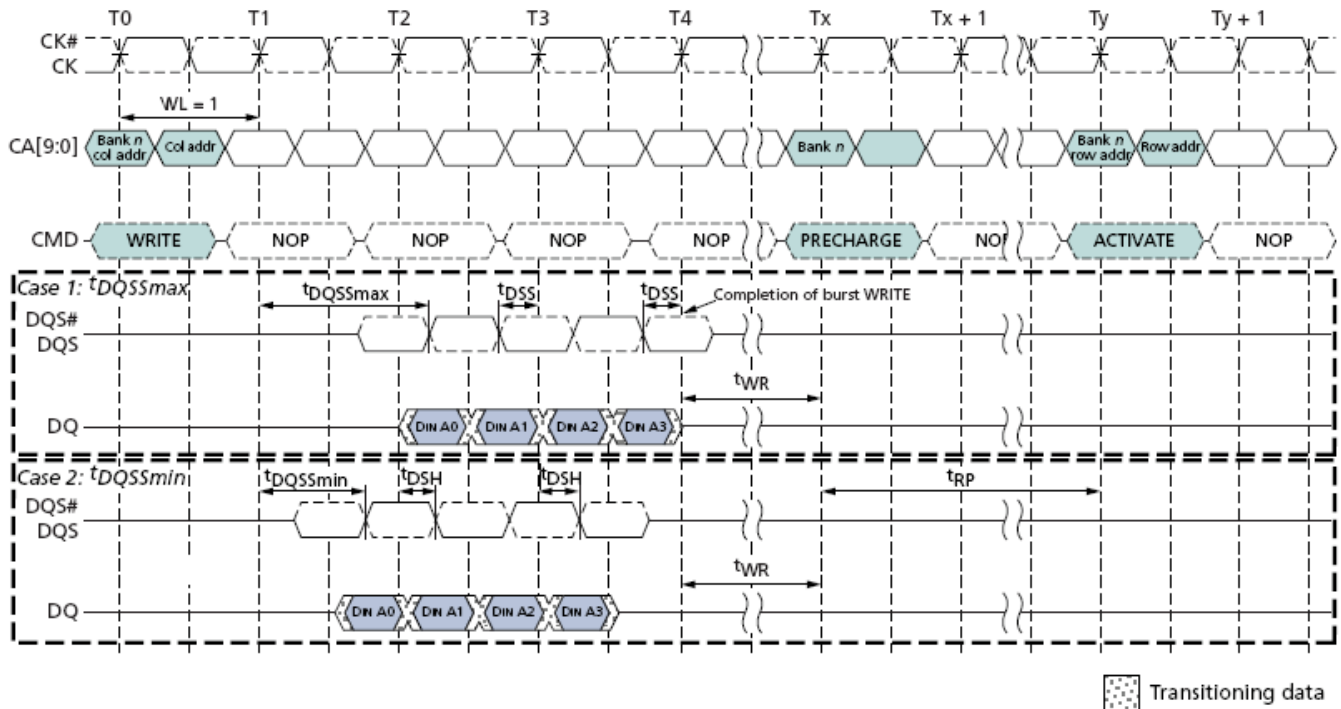 T0 T1 T2 T3 T4 Tx Tx + 1 Ty Ty + 1
CK#
CK
WL = 1
CA[9:0] Bank n col addr Col addr Bank n Bank n row addr Row addr
CMD WRITE NOP NOP NOP NOP PRECHARGE NOP ACTIVATE NOP
Case 1: tDQSSmax
tDQSSmax tDSS tDSS Completion of burst WRITE
DQS#
DQS
tWR
DQ DIN A0 DIN A1 DIN A2 DIN A3
Case 2: tDQSSmin
tDQSSmin tDSH tDSH tRP
DQS#
DQS
tWR
DQ DIN A0 DIN A1 DIN A2 DIN A3
Transitioning data